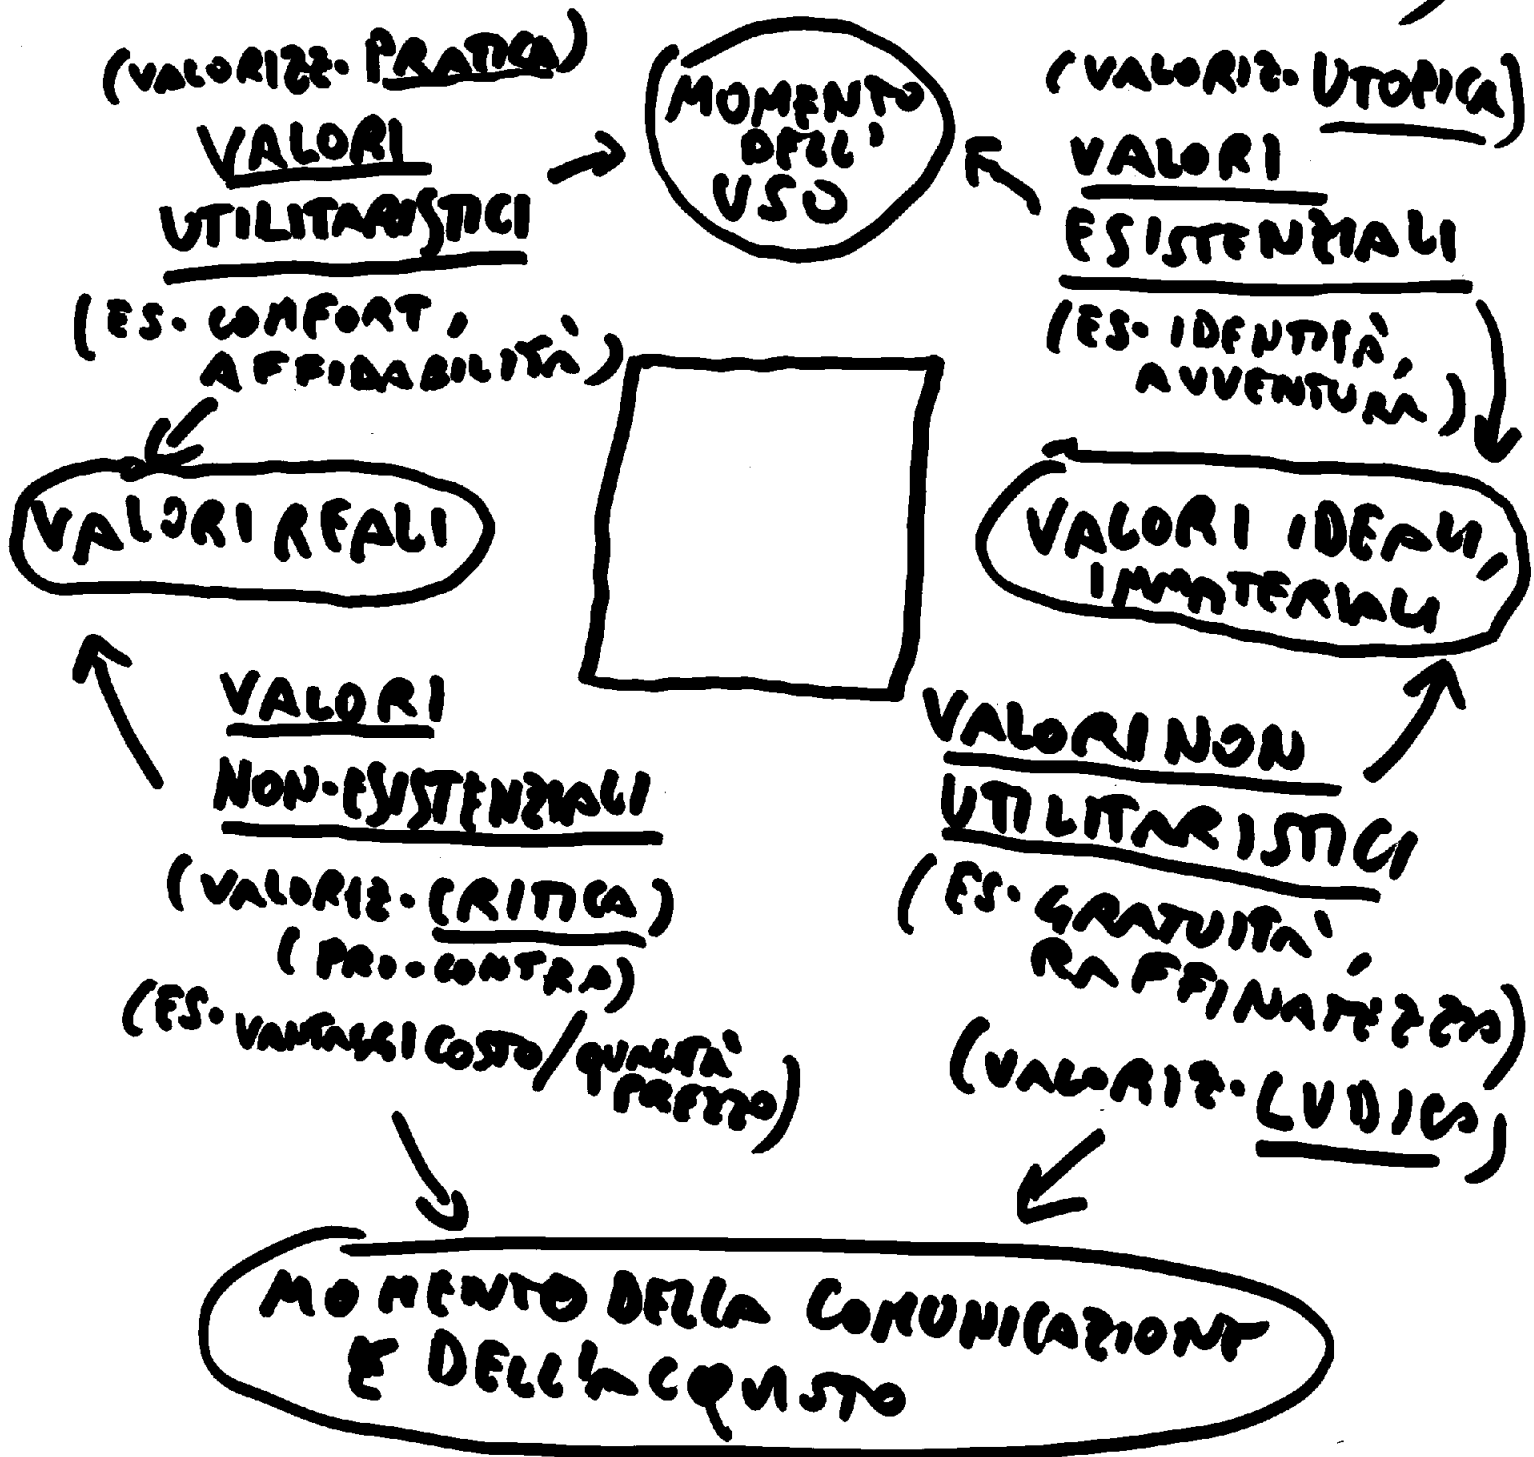 (VALORIZZ. PRATICA)
VALORI
UTILITARISTICI
(ES. COMFORT,
AFFIDABILITÀ)
MOMENTO
DELL'
USO
(VALORIZ. UTOPICA)
VALORI
ESISTENZIALI
(ES. IDENTITÀ,
AVVENTURA)
VALORI REALI
VALORI IDEALI,
IMMATERIALI
VALORI
NON-ESISTENZIALI
(VALORIZ. CRITICA)
(PRO-CONTRO)
(ES. VANTAGGI COSTO/QUALITÀ
PREZZO)
VALORI NON
UTILITARISTICI
(ES. GRATUITÀ,
RAFFINATEZZA)
(VALORIZ. LUDICA)
MOMENTO DELLA COMUNICAZIONE
E DELL'ACQUISTO